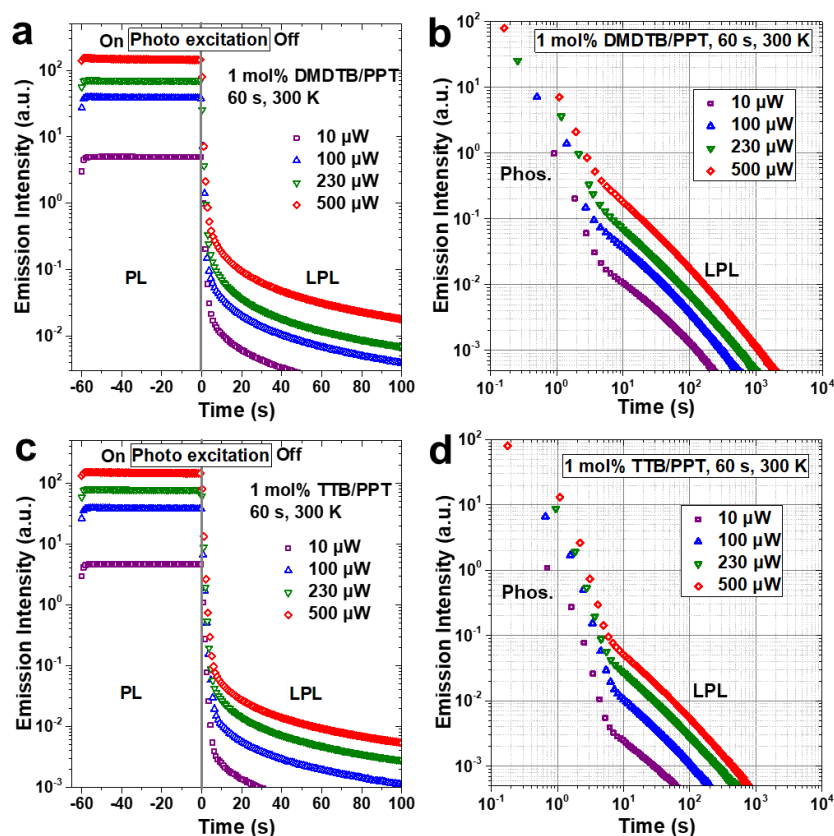 a
On Photo excitation Off
1 mol% DMDTB/PPT
60 s, 300 K
10 µW
100 µW
230 µW
500 µW
PL
LPL
Emission Intensity (a.u.)
10²
10¹
10⁰
10⁻¹
10⁻²
-60 -40 -20 0 20 40 60 80 100
Time (s)
b
1 mol% DMDTB/PPT, 60 s, 300 K
10 µW
100 µW
230 µW
500 µW
Phos.
LPL
Emission Intensity (a.u.)
10²
10¹
10⁰
10⁻¹
10⁻²
10⁻³
10⁻¹ 10⁰ 10¹ 10² 10³ 10⁴
Time (s)
c
On Photo excitation Off
1 mol% TTB/PPT
60 s, 300 K
10 µW
100 µW
230 µW
500 µW
PL
LPL
Emission Intensity (a.u.)
10²
10¹
10⁰
10⁻¹
10⁻²
10⁻³
-60 -40 -20 0 20 40 60 80 100
Time (s)
d
1 mol% TTB/PPT, 60 s, 300 K
10 µW
100 µW
230 µW
500 µW
Phos.
LPL
Emission Intensity (a.u.)
10²
10¹
10⁰
10⁻¹
10⁻²
10⁻³
10⁻¹ 10⁰ 10¹ 10² 10³ 10⁴
Time (s)